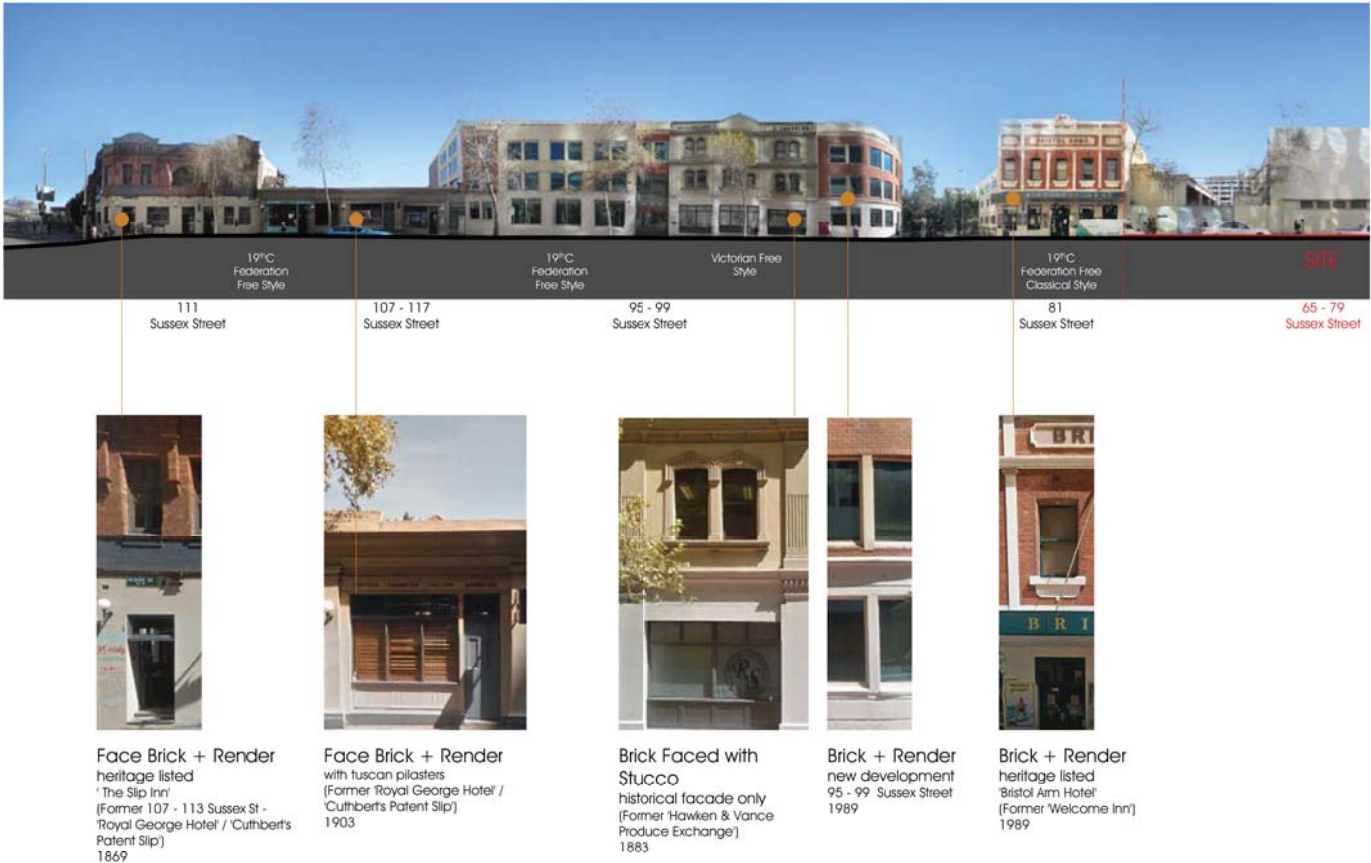 BRISTOL ARMS
19thC
Federation
Free Style
19thC
Federation
Free Style
Victorian Free
Style
19thC
Federation Free
Classical Style
SITE
111
Sussex Street
107 - 117
Sussex Street
95 - 99
Sussex Street
81
Sussex Street
65 - 79
Sussex Street
BRI
RS
BRI
Face Brick + Render
heritage listed
' The Slip Inn'
(Former 107 - 113 Sussex St -
'Royal George Hotel' / 'Cuthbert's
Patent Slip')
1869
Face Brick + Render
with tuscan pilasters
(Former 'Royal George Hotel' /
'Cuthbert's Patent Slip')
1903
Brick Faced with
Stucco
historical facade only
(Former 'Hawken & Vance
Produce Exchange')
1883
Brick + Render
new development
95 - 99 Sussex Street
1989
Brick + Render
heritage listed
'Bristol Arm Hotel'
(Former 'Welcome Inn')
1989